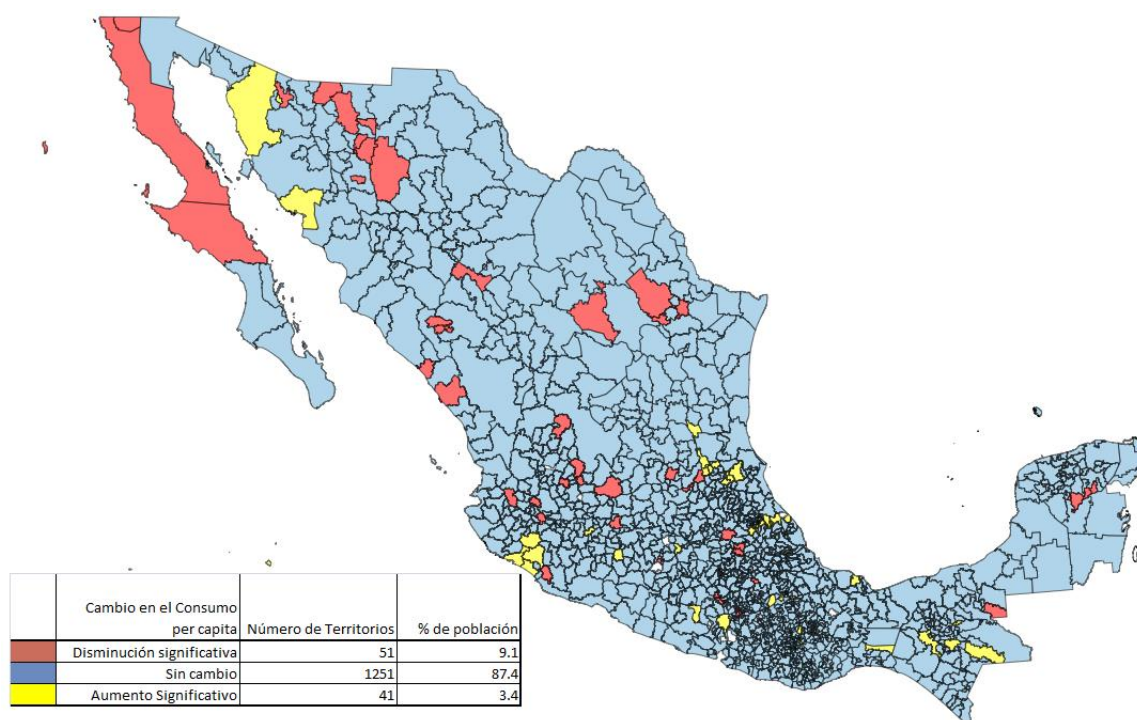 Cambio en el Consumo
per capita Número de Territorios % de población
Disminución significativa 51 9.1
Sin cambio 1251 87.4
Aumento Significativo 41 3.4